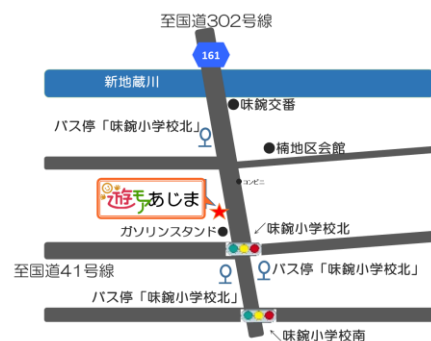 至国道302号線
161
新地蔵川
●味鋺交番
バス停「味鋺小学校北」
●楠地区会館
コンビニ
遊モアあじま
ガソリンスタンド●
↙味鋺小学校北
至国道41号線
バス停「味鋺小学校北」
バス停「味鋺小学校北」
↖味鋺小学校南